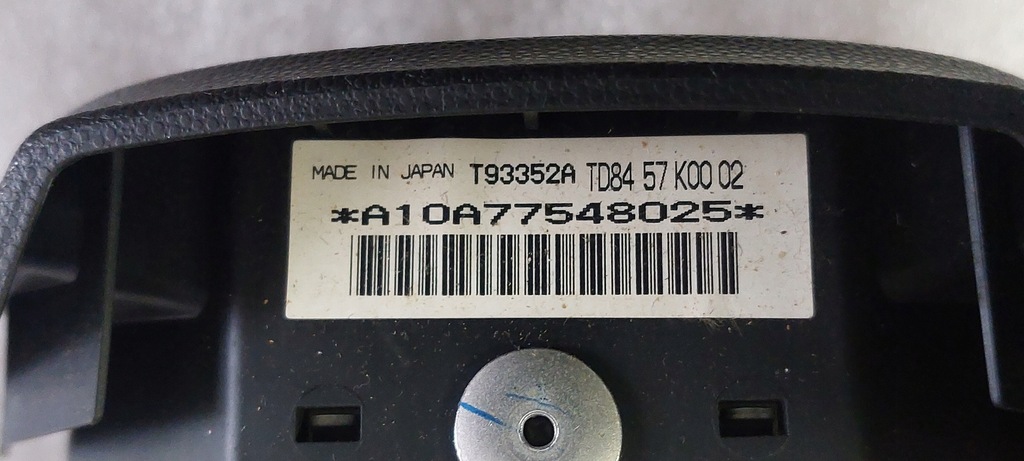 MADE IN JAPAN T93352A TD84 57 K00 02
*A10A77548025*